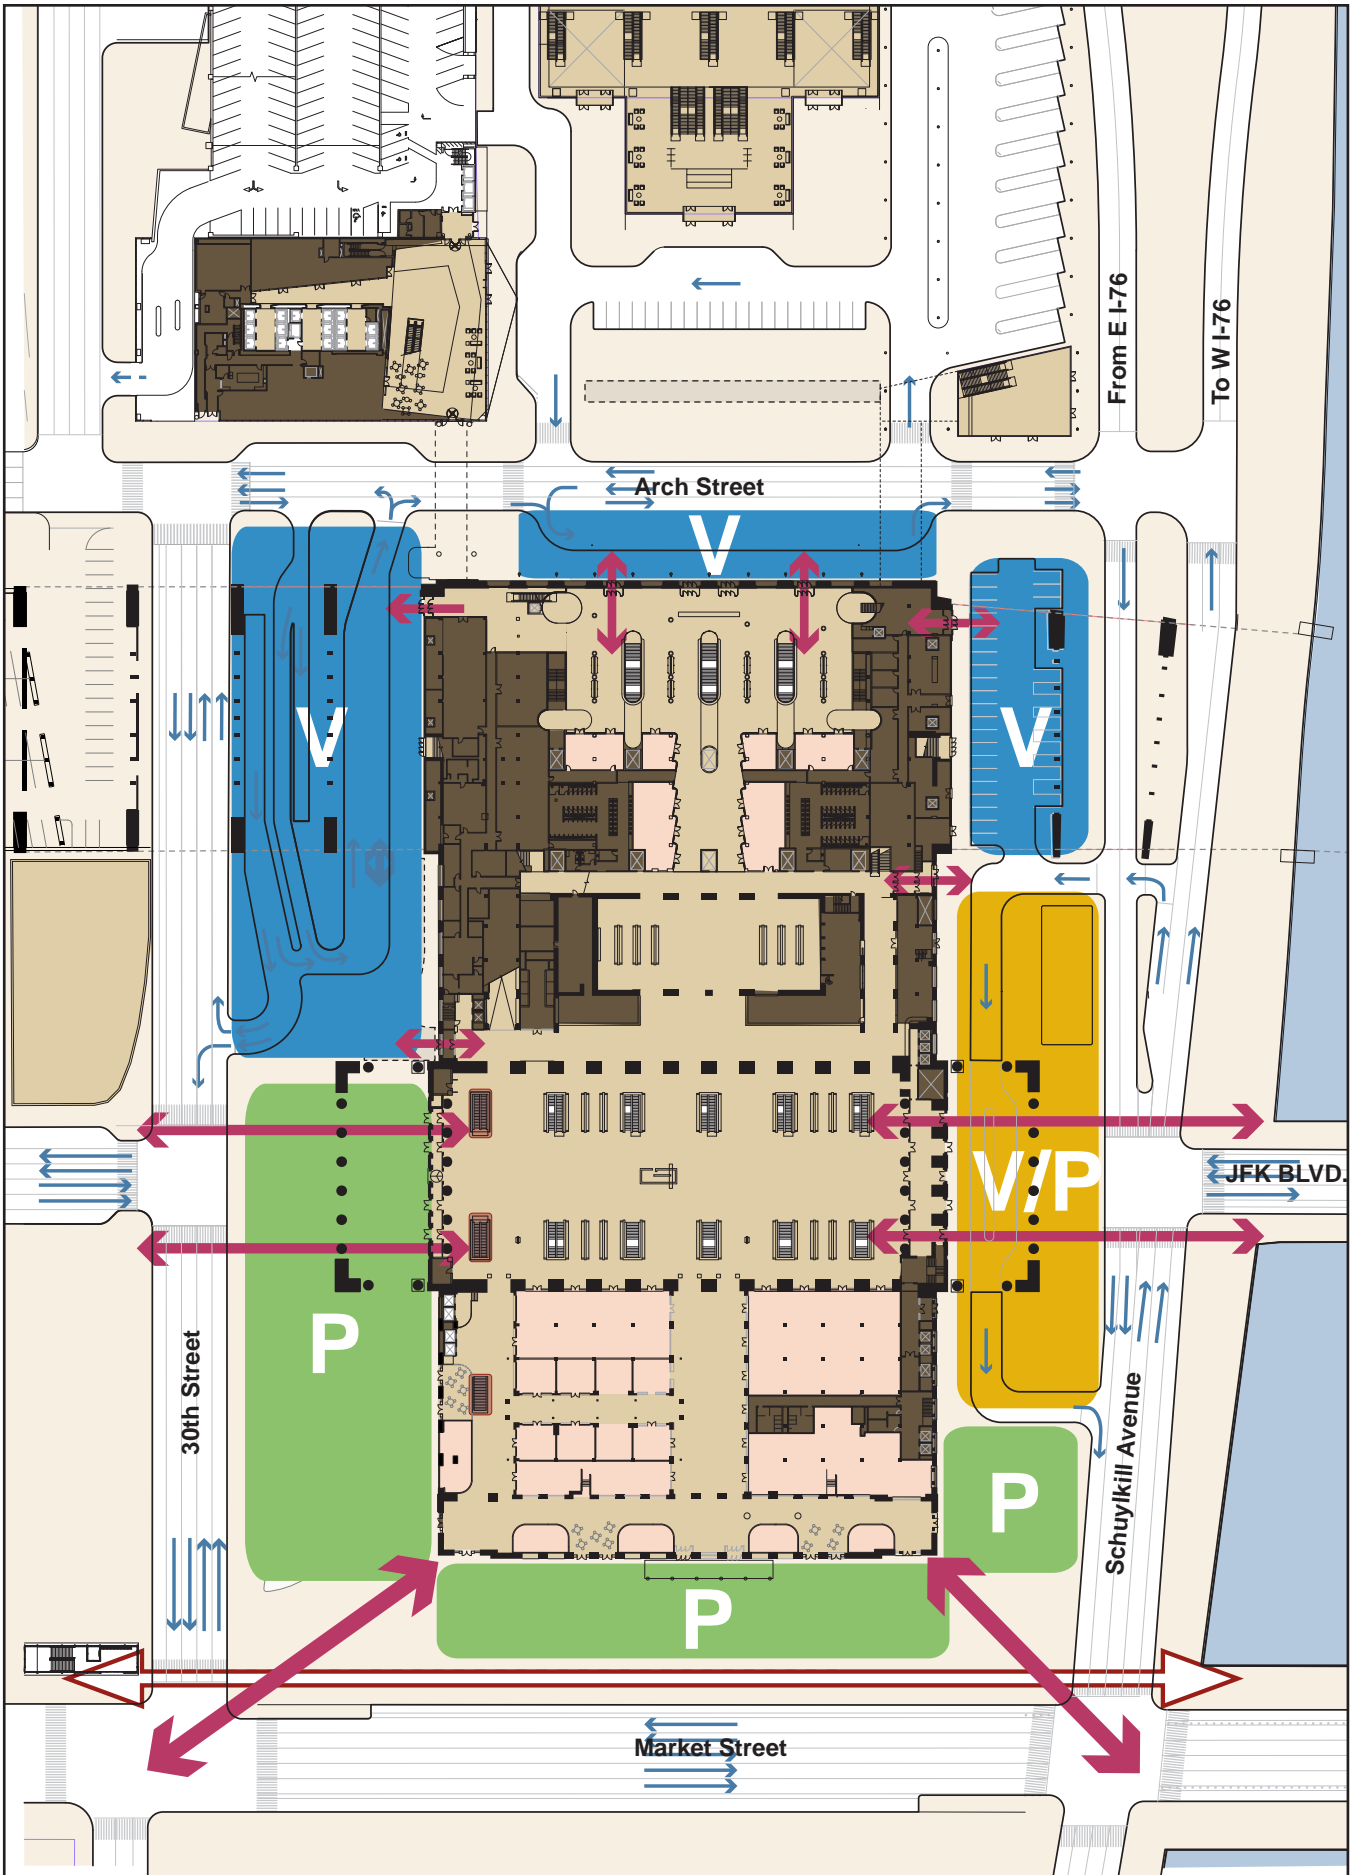 From E I-76
To W I-76
Arch Street
V
V
V
V/P
JFK BLVD.
P
30th Street
Schuylkill Avenue
P
P
Market Street